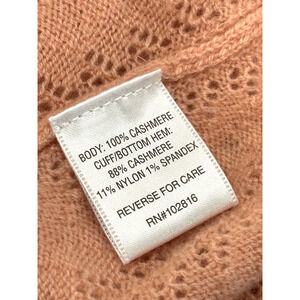 BODY: 100% CASHMERE
CUFF/BOTTOM HEM:
88% CASHMERE
11% NYLON 1% SPANDEX
REVERSE FOR CARE
RN#102816